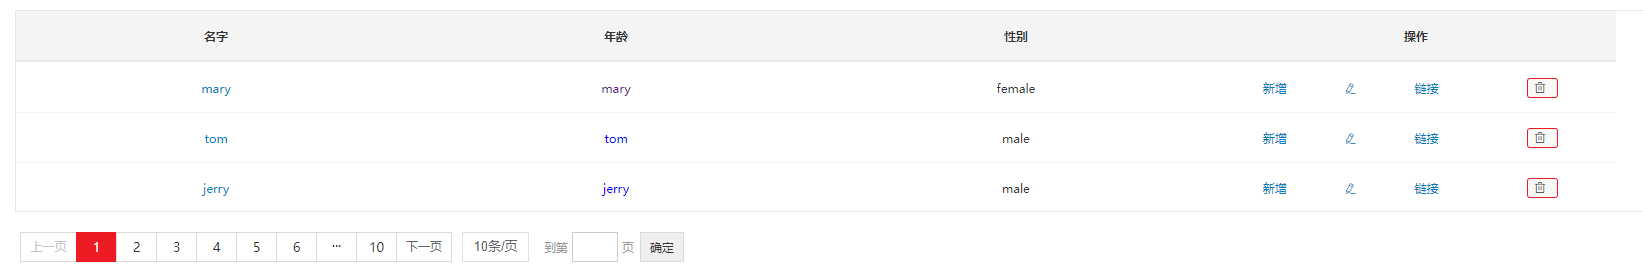 名字 年龄 性别 操作
mary mary female 新增 链接
tom tom male 新增 链接
jerry jerry male 新增 链接
上一页 1 2 3 4 5 6 ··· 10 下一页 10条/页 到第 页 确定